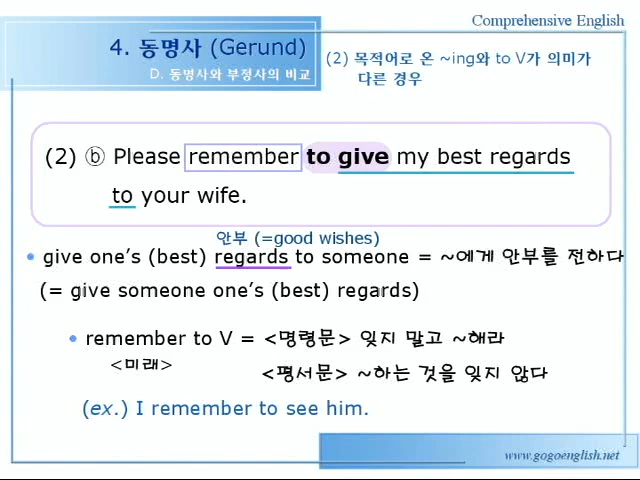 Comprehensive English
4. 동명사 (Gerund)
D. 동명사와 부정사의 비교
(2) 목적어로 온 ~ing와 to V가 의미가
다른 경우
(2) ⓑ Please remember to give my best regards
to your wife.
안부 (=good wishes)
• give one's (best) regards to someone = ~에게 안부를 전하다
(= give someone one's (best) regards)
• remember to V = <명령문> 잊지 말고 ~해라
<미래>
<평서문> ~하는 것을 잊지 않다
(ex.) I remember to see him.
www.gogoenglish.net